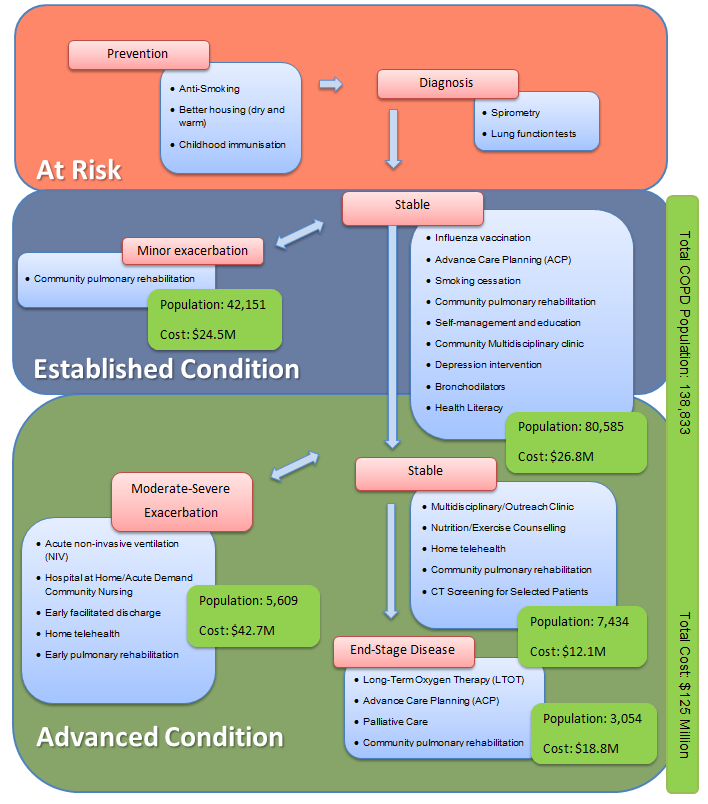 Prevention
• Anti-Smoking
• Better housing (dry and
warm)
• Childhood immunisation
Diagnosis
• Spirometry
• Lung function tests
At Risk
Stable
• Influenza vaccination
• Advance Care Planning (ACP)
• Smoking cessation
• Community pulmonary rehabilitation
• Self-management and education
• Community Multidisciplinary clinic
• Depression intervention
• Bronchodilators
• Health Literacy
Population: 80,585
Cost: $26.8M
Minor exacerbation
• Community pulmonary rehabilitation
Population: 42,151
Cost: $24.5M
Established Condition
Stable
• Multidisciplinary/Outreach Clinic
• Nutrition/Exercise Counselling
• Home telehealth
• Community pulmonary rehabilitation
• CT Screening for Selected Patients
Population: 7,434
Cost: $12.1M
Moderate-Severe
Exacerbation
• Acute non-invasive ventilation
(NIV)
• Hospital at Home/Acute Demand
Community Nursing
• Early facilitated discharge
• Home telehealth
• Early pulmonary rehabilitation
Population: 5,609
Cost: $42.7M
End-Stage Disease
• Long-Term Oxygen Therapy (LTOT)
• Advance Care Planning (ACP)
• Palliative Care
• Community pulmonary rehabilitation
Population: 3,054
Cost: $18.8M
Advanced Condition
Total COPD Population: 138,833
Total Cost: $125 Million